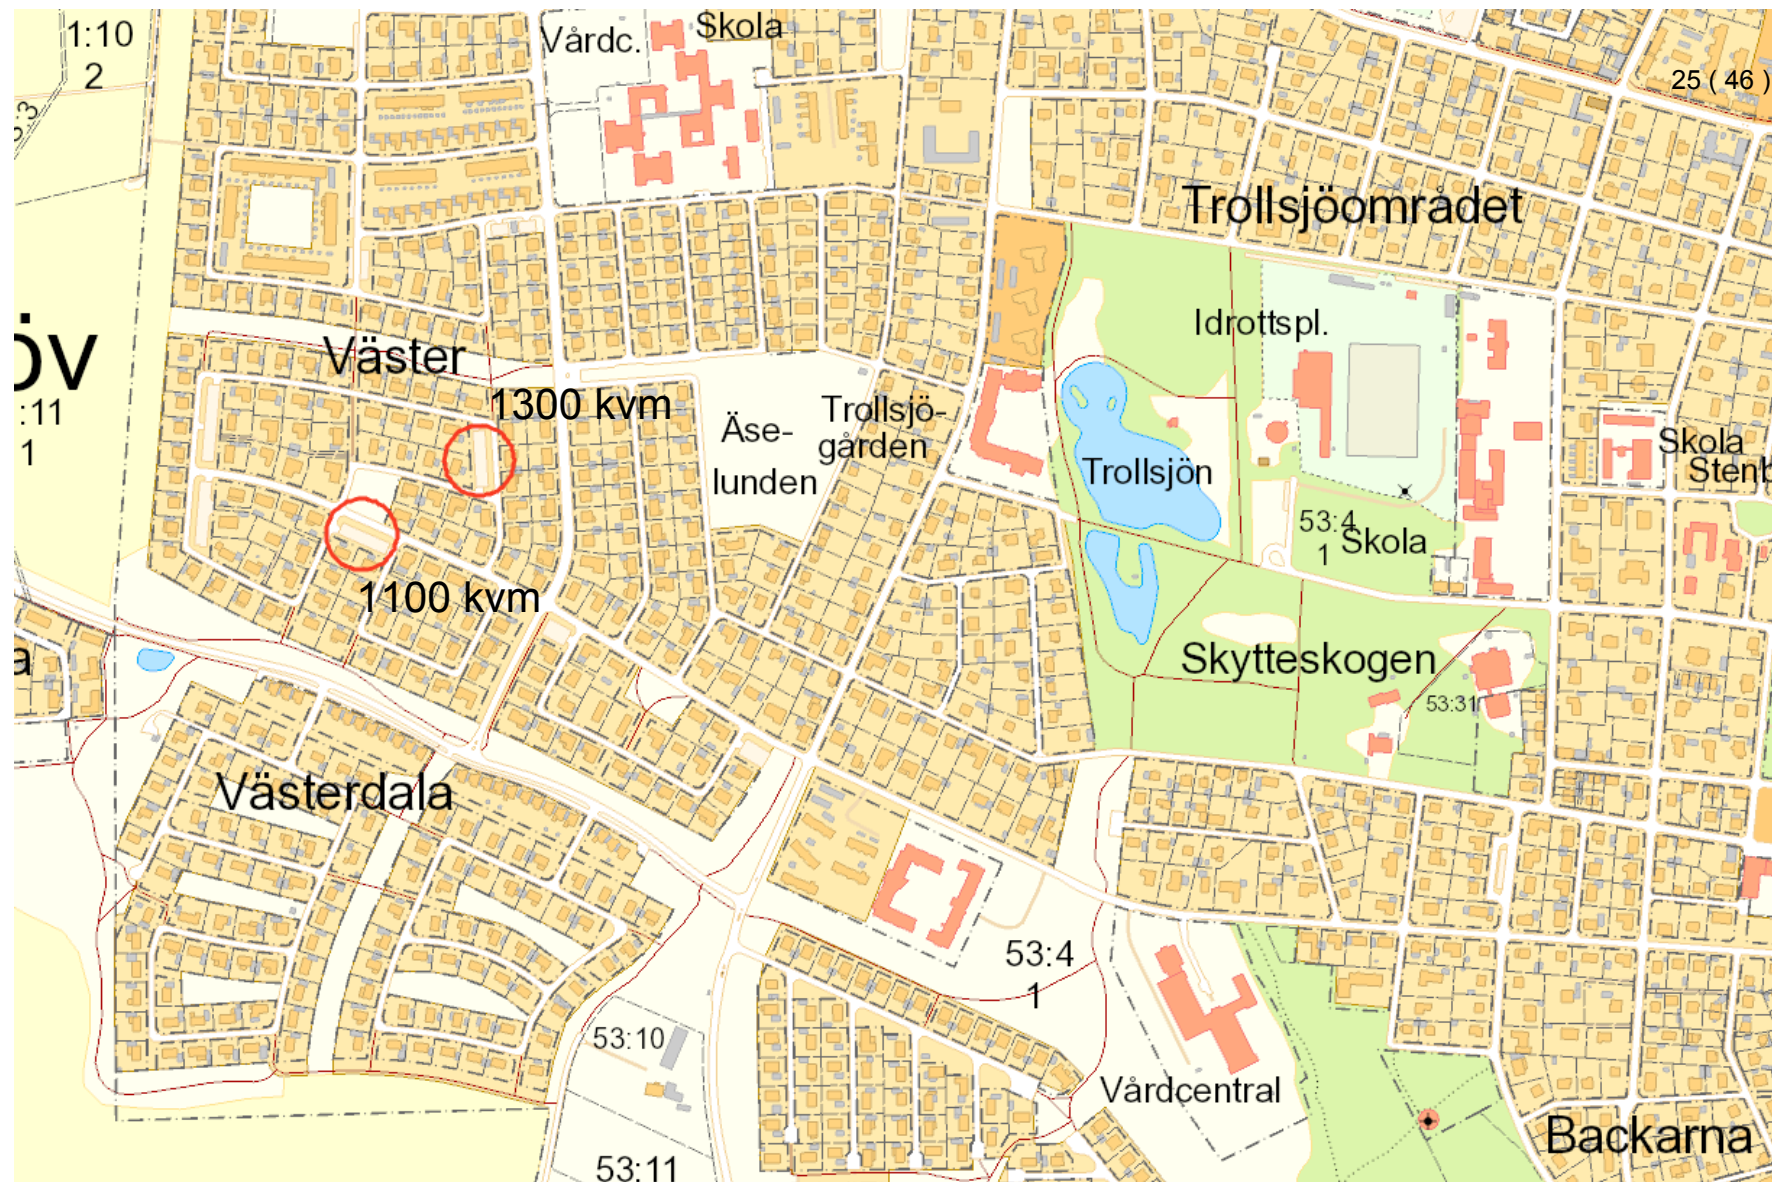 Vårdc.
Skola
1:10
2
25 ( 46 )
5:3
Trollsjöområdet
öv
Väster
Idrottspl.
:11
1
1300 kvm
Äse-
lunden
Trollsjö-
gården
Trollsjön
Skola
Stenb
53:4
1
Skola
1100 kvm
a
Skytteskogen
53:31
Västerdala
53:4
1
53:10
Vårdcentral
Backarna
53:11